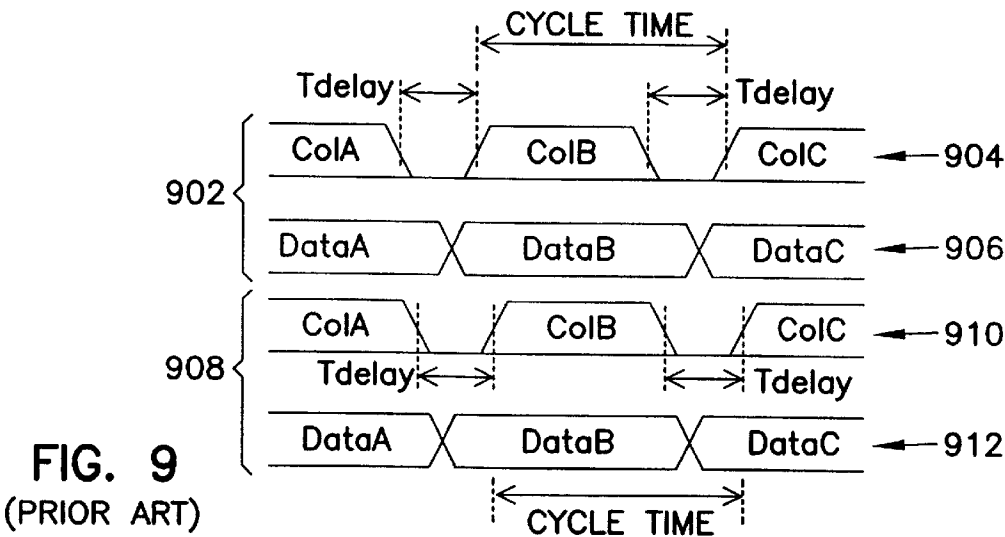 CYCLE TIME
Tdelay Tdelay
ColA ColB ColC 904
902
DataA DataB DataC 906
ColA ColB ColC 910
908 Tdelay Tdelay
DataA DataB DataC 912
FIG. 9
(PRIOR ART)
CYCLE TIME